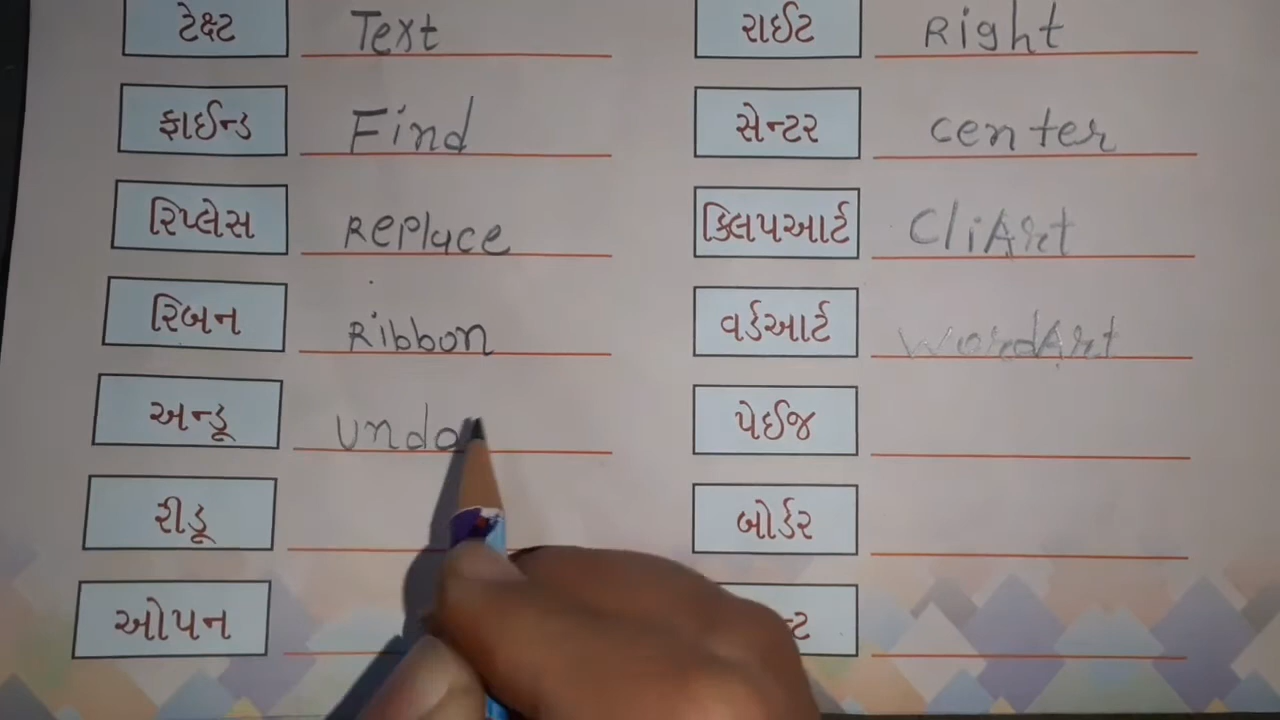 ટેક્ષ્ટ Text
ફાઈન્ડ Find
રિપ્લેસ Replace
રિબન Ribbon
અન્ડૂ undo
રીડૂ
ઓપન
રાઈટ Right
સેન્ટર center
ક્લિપઆર્ટ CliArt
વર્ડઆર્ટ WordArt
પેઈજ
બોર્ડર